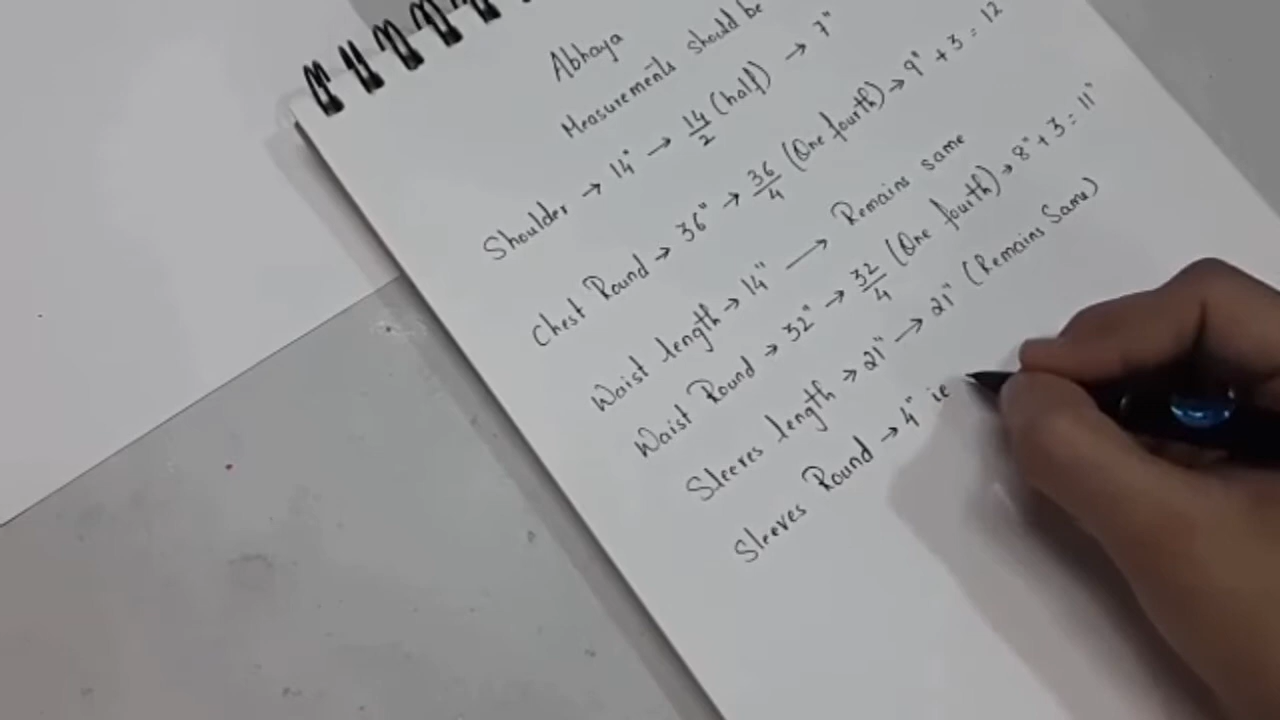 Abhaya
Measurements should be
Shoulder → 14" → 14/2 (half) → 7"
Chest Round → 36" → 36/4 (One fourth) → 9" + 3 = 12
Waist length → 14" → Remains same
Waist Round → 32" → 32/4 (One fourth) → 8" + 3 = 11"
Sleeves length → 21" → 21" (Remains Same)
Sleeves Round → 4" ie